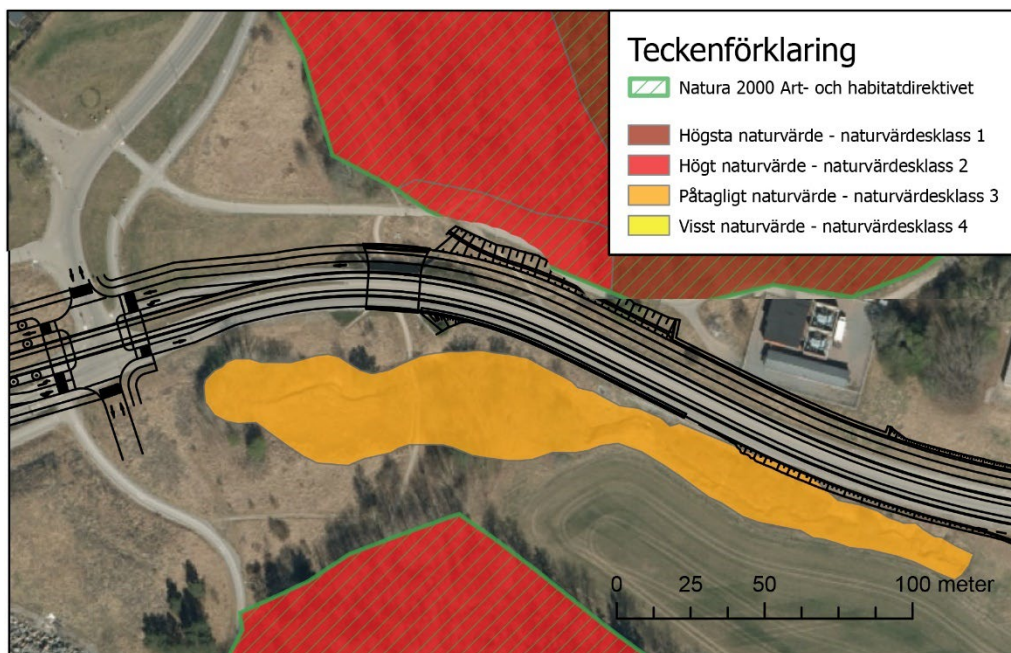 Teckenförklaring
Natura 2000 Art- och habitatdirektivet
Högsta naturvärde - naturvärdesklass 1
Högt naturvärde - naturvärdesklass 2
Påtagligt naturvärde - naturvärdesklass 3
Visst naturvärde - naturvärdesklass 4
0 25 50 100 meter